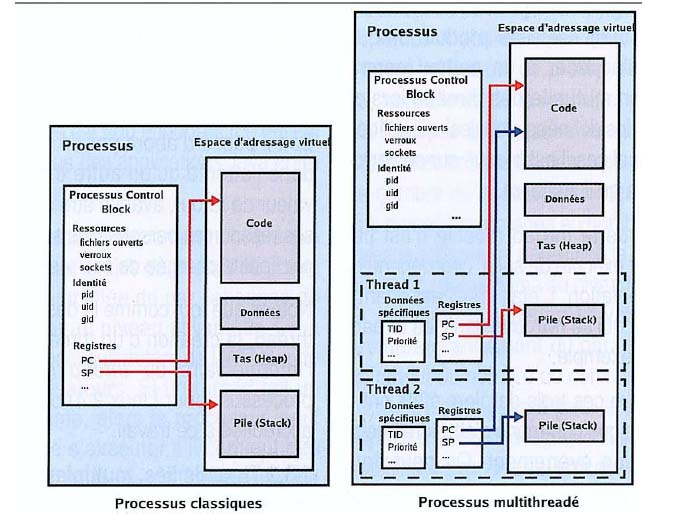 Processus
Espace d'adressage virtuel
Processus Control
Block
Ressources
fichiers ouverts
verroux
sockets
Identité
pid
uid
gid
Registres
PC
SP
...
Code
Données
Tas (Heap)
Pile (Stack)
Processus classiques
Processus
Espace d'adressage virtuel
Processus Control
Block
Ressources
fichiers ouverts
verroux
sockets
Identité
pid
uid
gid
...
Code
Données
Tas (Heap)
Thread 1
Données
spécifiques
TID
Priorité
...
Registres
PC
SP
...
Pile (Stack)
Thread 2
Données
spécifiques
TID
Priorité
...
Registres
PC
SP
...
Pile (Stack)
Processus multithreadé